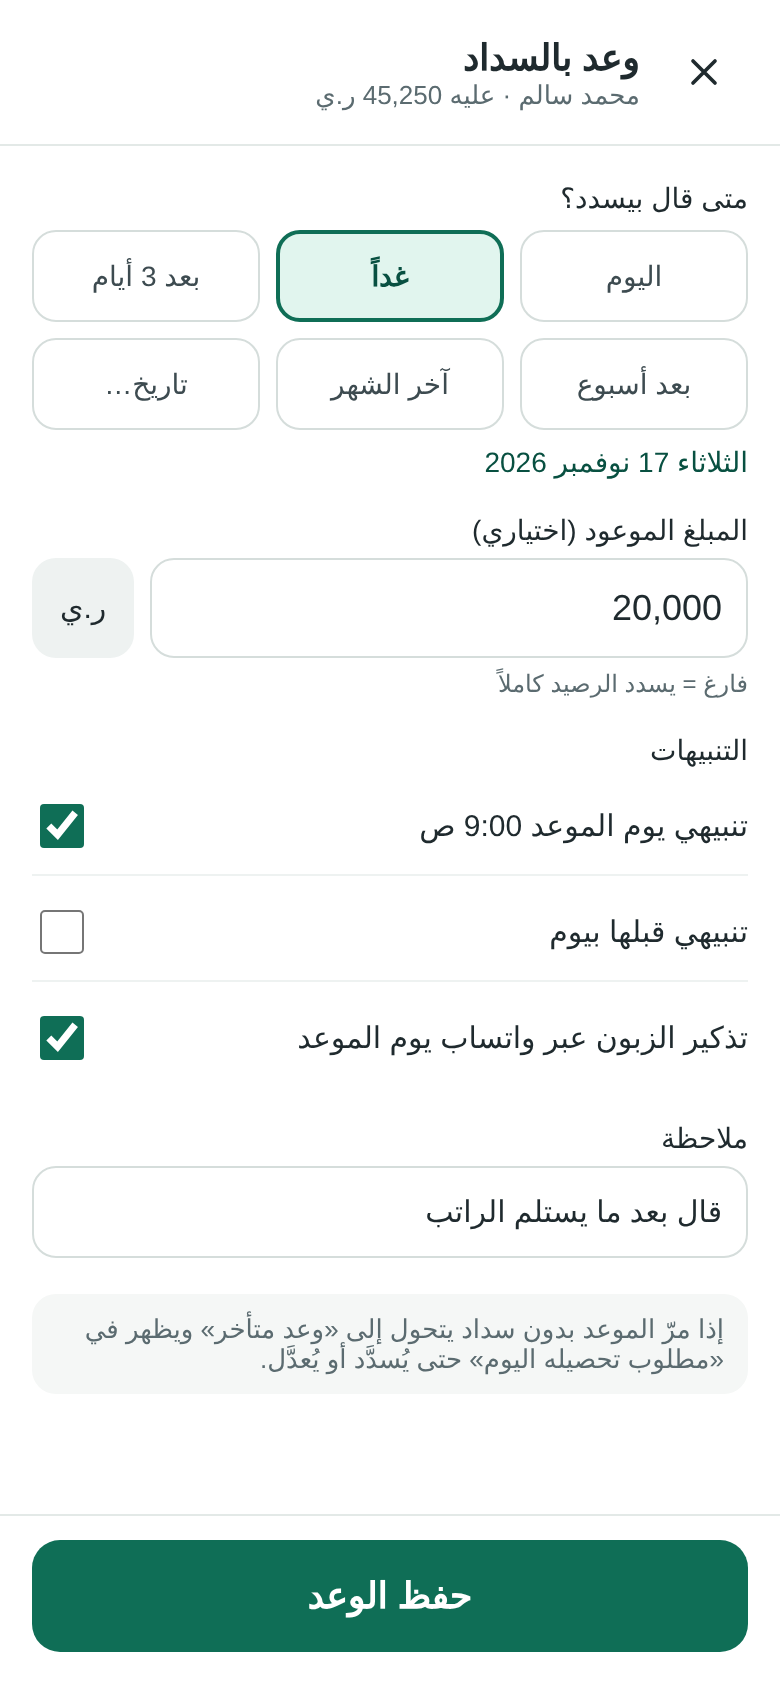 وعد بالسداد
محمد سالم · عليه 45,250 ر.ي
متى قال بيسدد؟
اليوم
غداً
بعد 3 أيام
بعد أسبوع
آخر الشهر
تاريخ…
الثلاثاء 17 نوفمبر 2026
المبلغ الموعود (اختياري)
20,000
ر.ي
فارغ = يسدد الرصيد كاملاً
التنبيهات
تنبيهي يوم الموعد 9:00 ص
تنبيهي قبلها بيوم
تذكير الزبون عبر واتساب يوم الموعد
ملاحظة
قال بعد ما يستلم الراتب
إذا مرّ الموعد بدون سداد يتحول إلى «وعد متأخر» ويظهر في
«مطلوب تحصيله اليوم» حتى يُسدَّد أو يُعدَّل.
حفظ الوعد